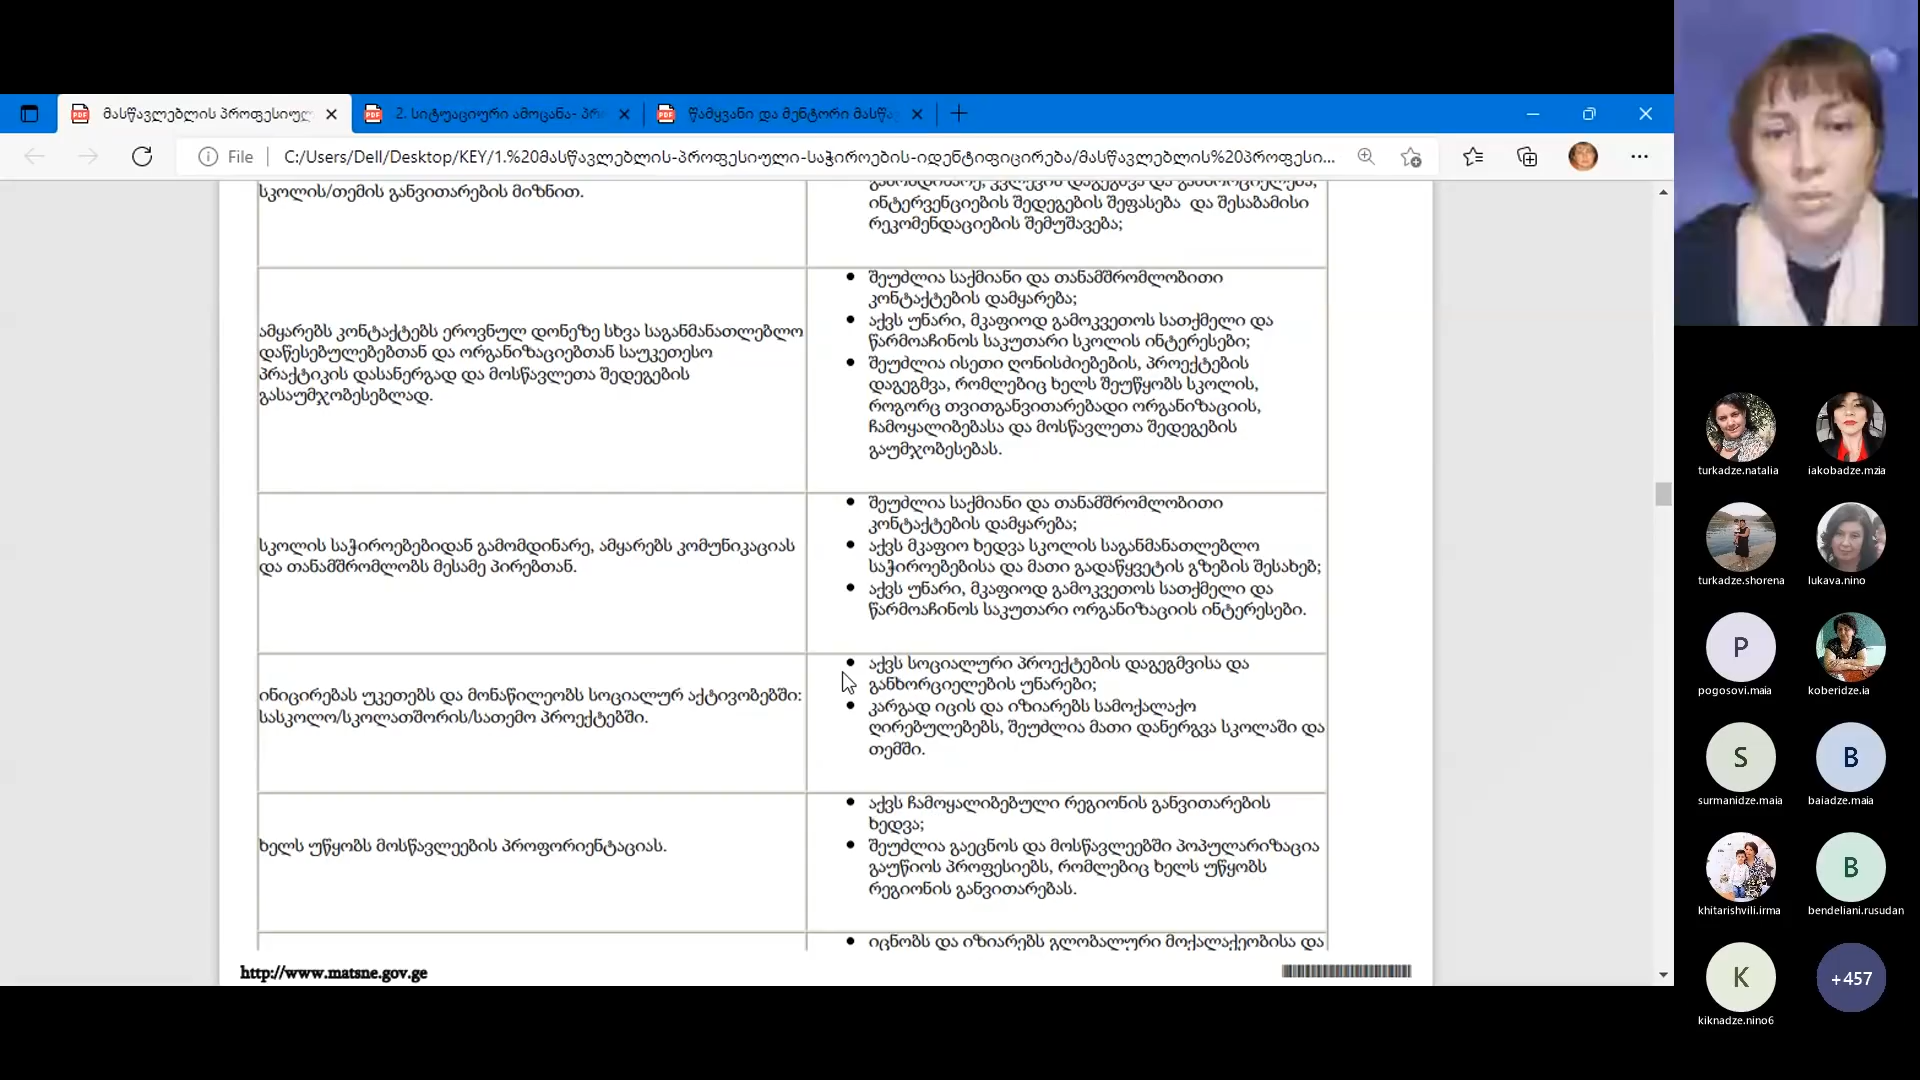 მასწავლებლის პროფესიულ
2. სიტუაციური ამოცანა- პრ
წამყვანი და მენტორი მასწა
File
C:/Users/Dell/Desktop/KEY/1.%20მასწავლებლის-პროფესიული-საჭიროების-იდენტიფიცირება/მასწავლებლის%20პროფესი...
სკოლის/თემის განვითარების მიზნით.
გამომდინარე, კვლევის დაგეგმვა და განხორციელება,
ინტერვენციების შედეგების შეფასება და შესაბამისი
რეკომენდაციების შემუშავება;
ამყარებს კონტაქტებს ეროვნულ დონეზე სხვა საგანმანათლებლო
დაწესებულებებთან და ორგანიზაციებთან საუკეთესო
პრაქტიკის დასანერგად და მოსწავლეთა შედეგების
გასაუმჯობესებლად.
• შეუძლია საქმიანი და თანამშრომლობითი
კონტაქტების დამყარება;
• აქვს უნარი, მკაფიოდ გამოკვეთოს სათქმელი და
წარმოაჩინოს საკუთარი სკოლის ინტერესები;
• შეუძლია ისეთი ღონისძიებების, პროექტების
დაგეგმვა, რომლებიც ხელს შეუწყობს სკოლის,
როგორც თვითგანვითარებადი ორგანიზაციის,
ჩამოყალიბებასა და მოსწავლეთა შედეგების
გაუმჯობესებას.
სკოლის საჭიროებებიდან გამომდინარე, ამყარებს კომუნიკაციას
და თანამშრომლობს მესამე პირებთან.
• შეუძლია საქმიანი და თანამშრომლობითი
კონტაქტების დამყარება;
• აქვს მკაფიო ხედვა სკოლის საგანმანათლებლო
საჭიროებებისა და მათი გადაწყვეტის გზების შესახებ;
• აქვს უნარი, მკაფიოდ გამოკვეთოს სათქმელი და
წარმოაჩინოს საკუთარი ორგანიზაციის ინტერესები.
ინიცირებას უკეთებს და მონაწილეობს სოციალურ აქტივობებში:
სასკოლო/სკოლათშორის/სათემო პროექტებში.
• აქვს სოციალური პროექტების დაგეგმვისა და
განხორციელების უნარები;
• კარგად იცის და იზიარებს სამოქალაქო
ღირებულებებს, შეუძლია მათი დანერგვა სკოლაში და
თემში.
ხელს უწყობს მოსწავლეების პროფორიენტაციას.
• აქვს ჩამოყალიბებული რეგიონის განვითარების
ხედვა;
• შეუძლია გაეცნოს და მოსწავლეებში პოპულარიზაცია
გაუწიოს პროფესიებს, რომლებიც ხელს უწყობს
რეგიონის განვითარებას.
• იცნობს და იზიარებს გლობალური მოქალაქეობისა და
http://www.matsne.gov.ge
turkadze.natalia
iakobadze.mzia
turkadze.shorena
lukava.nino
P
pogosovi.maia
koberidze.ia
S
surmanidze.maia
B
baiadze.maia
khitarishvili.irma
B
bendeliani.rusudan
K
kiknadze.nino6
+457